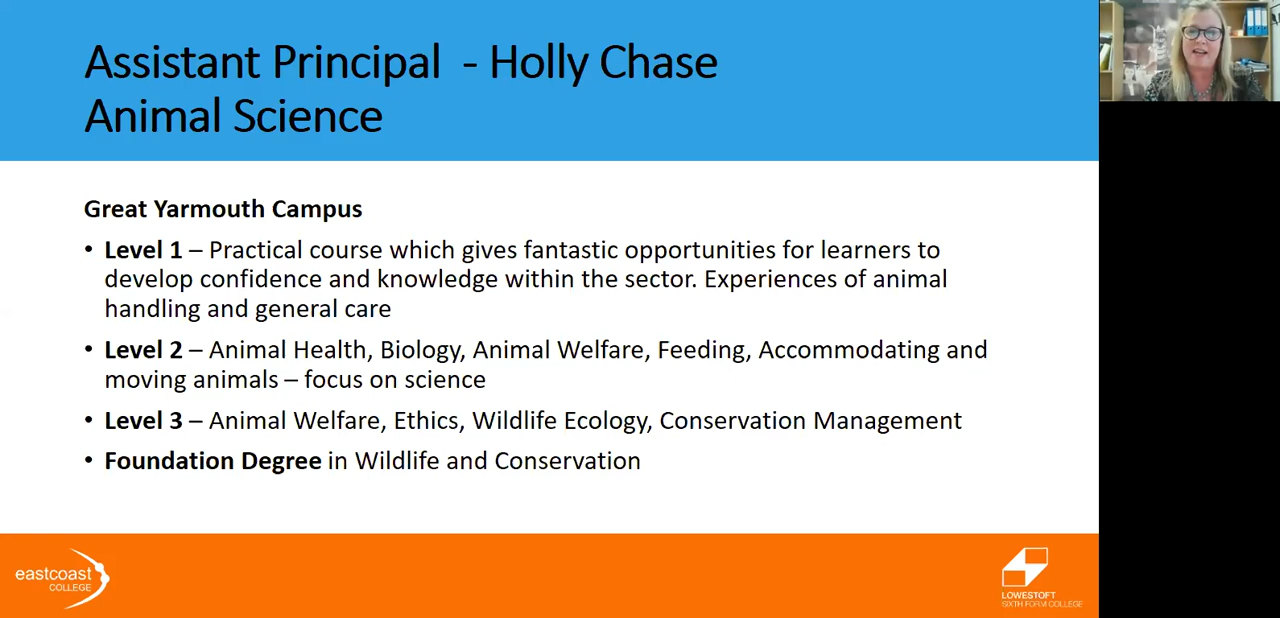 Assistant Principal - Holly Chase
Animal Science
Great Yarmouth Campus
• Level 1 – Practical course which gives fantastic opportunities for learners to
develop confidence and knowledge within the sector. Experiences of animal
handling and general care
• Level 2 – Animal Health, Biology, Animal Welfare, Feeding, Accommodating and
moving animals – focus on science
• Level 3 – Animal Welfare, Ethics, Wildlife Ecology, Conservation Management
• Foundation Degree in Wildlife and Conservation
eastcoast
COLLEGE
LOWESTOFT
SIXTH FORM COLLEGE